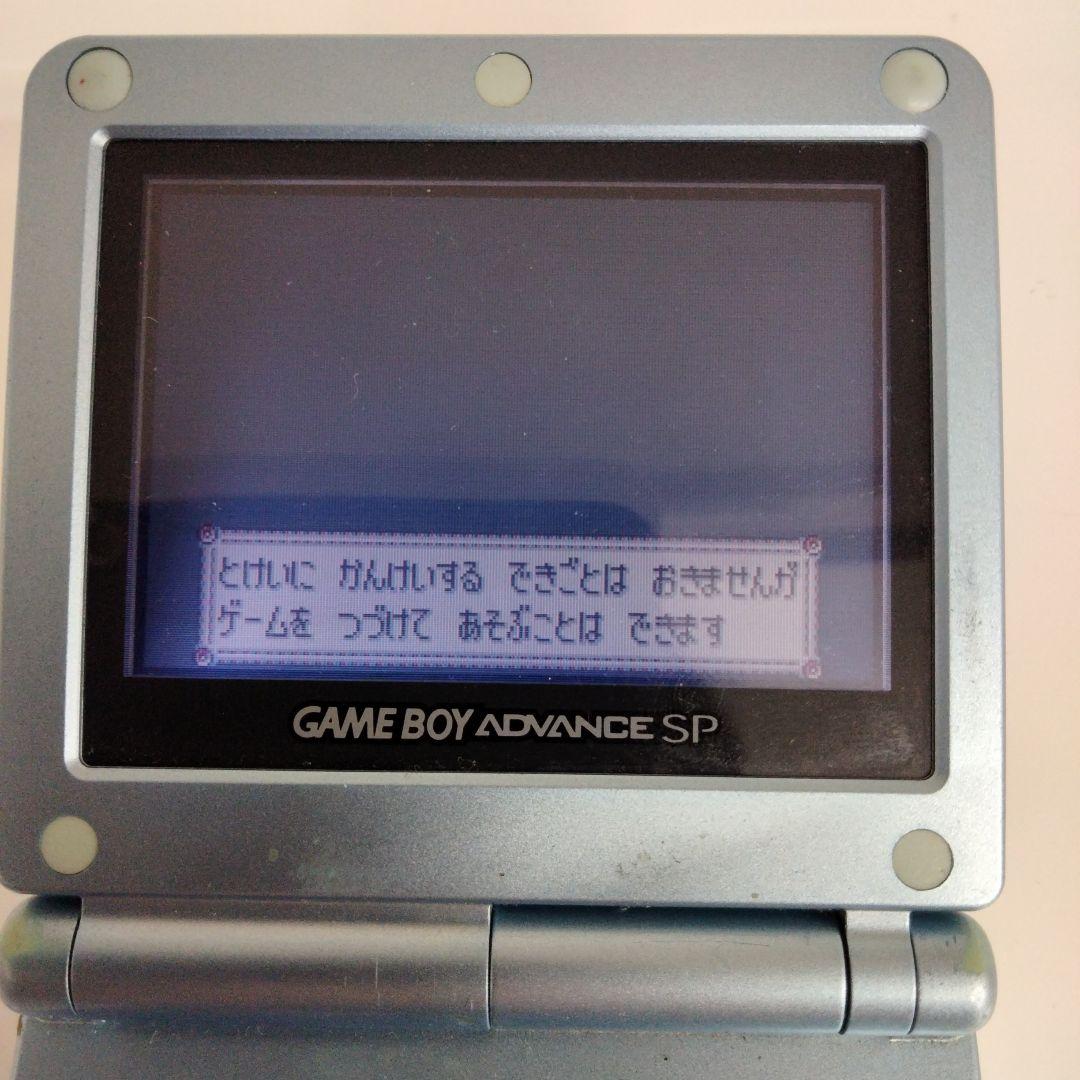 とけいに かんけいする できごとは おきませんが
ゲームを つづけて あそぶことは できます
GAME BOY ADVANCE SP